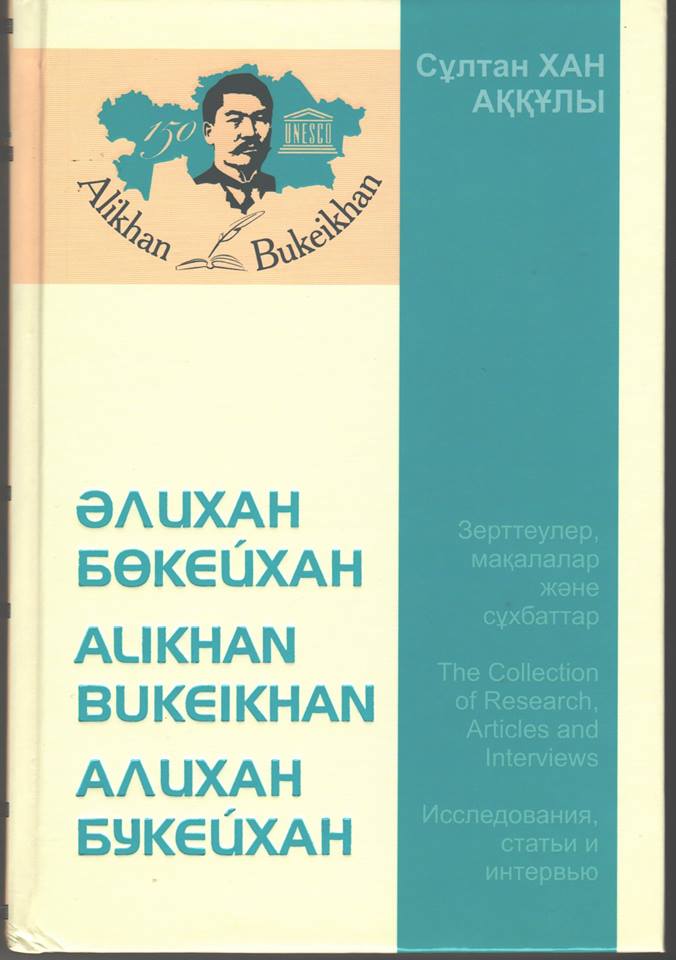 Сұлтан ХАН
АҚҚҰЛЫ
150
UNESCO
Alikhan Bukeikhan
ӘЛИХАН
БӨКЕЙХАН
ALIKHAN
BUKEIKHAN
АЛИХАН
БУКЕЙХАН
Зерттеулер,
мақалалар
және
сұхбаттар
The Collection
of Research,
Articles and
Interviews
Исследования,
статьи и
интервью